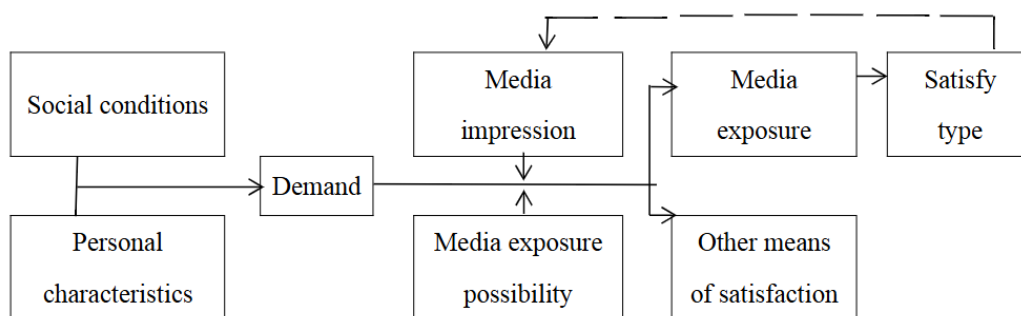 Social conditions
Personal
characteristics
Demand
Media
impression
Media exposure
possibility
Media
exposure
Other means
of satisfaction
Satisfy
type